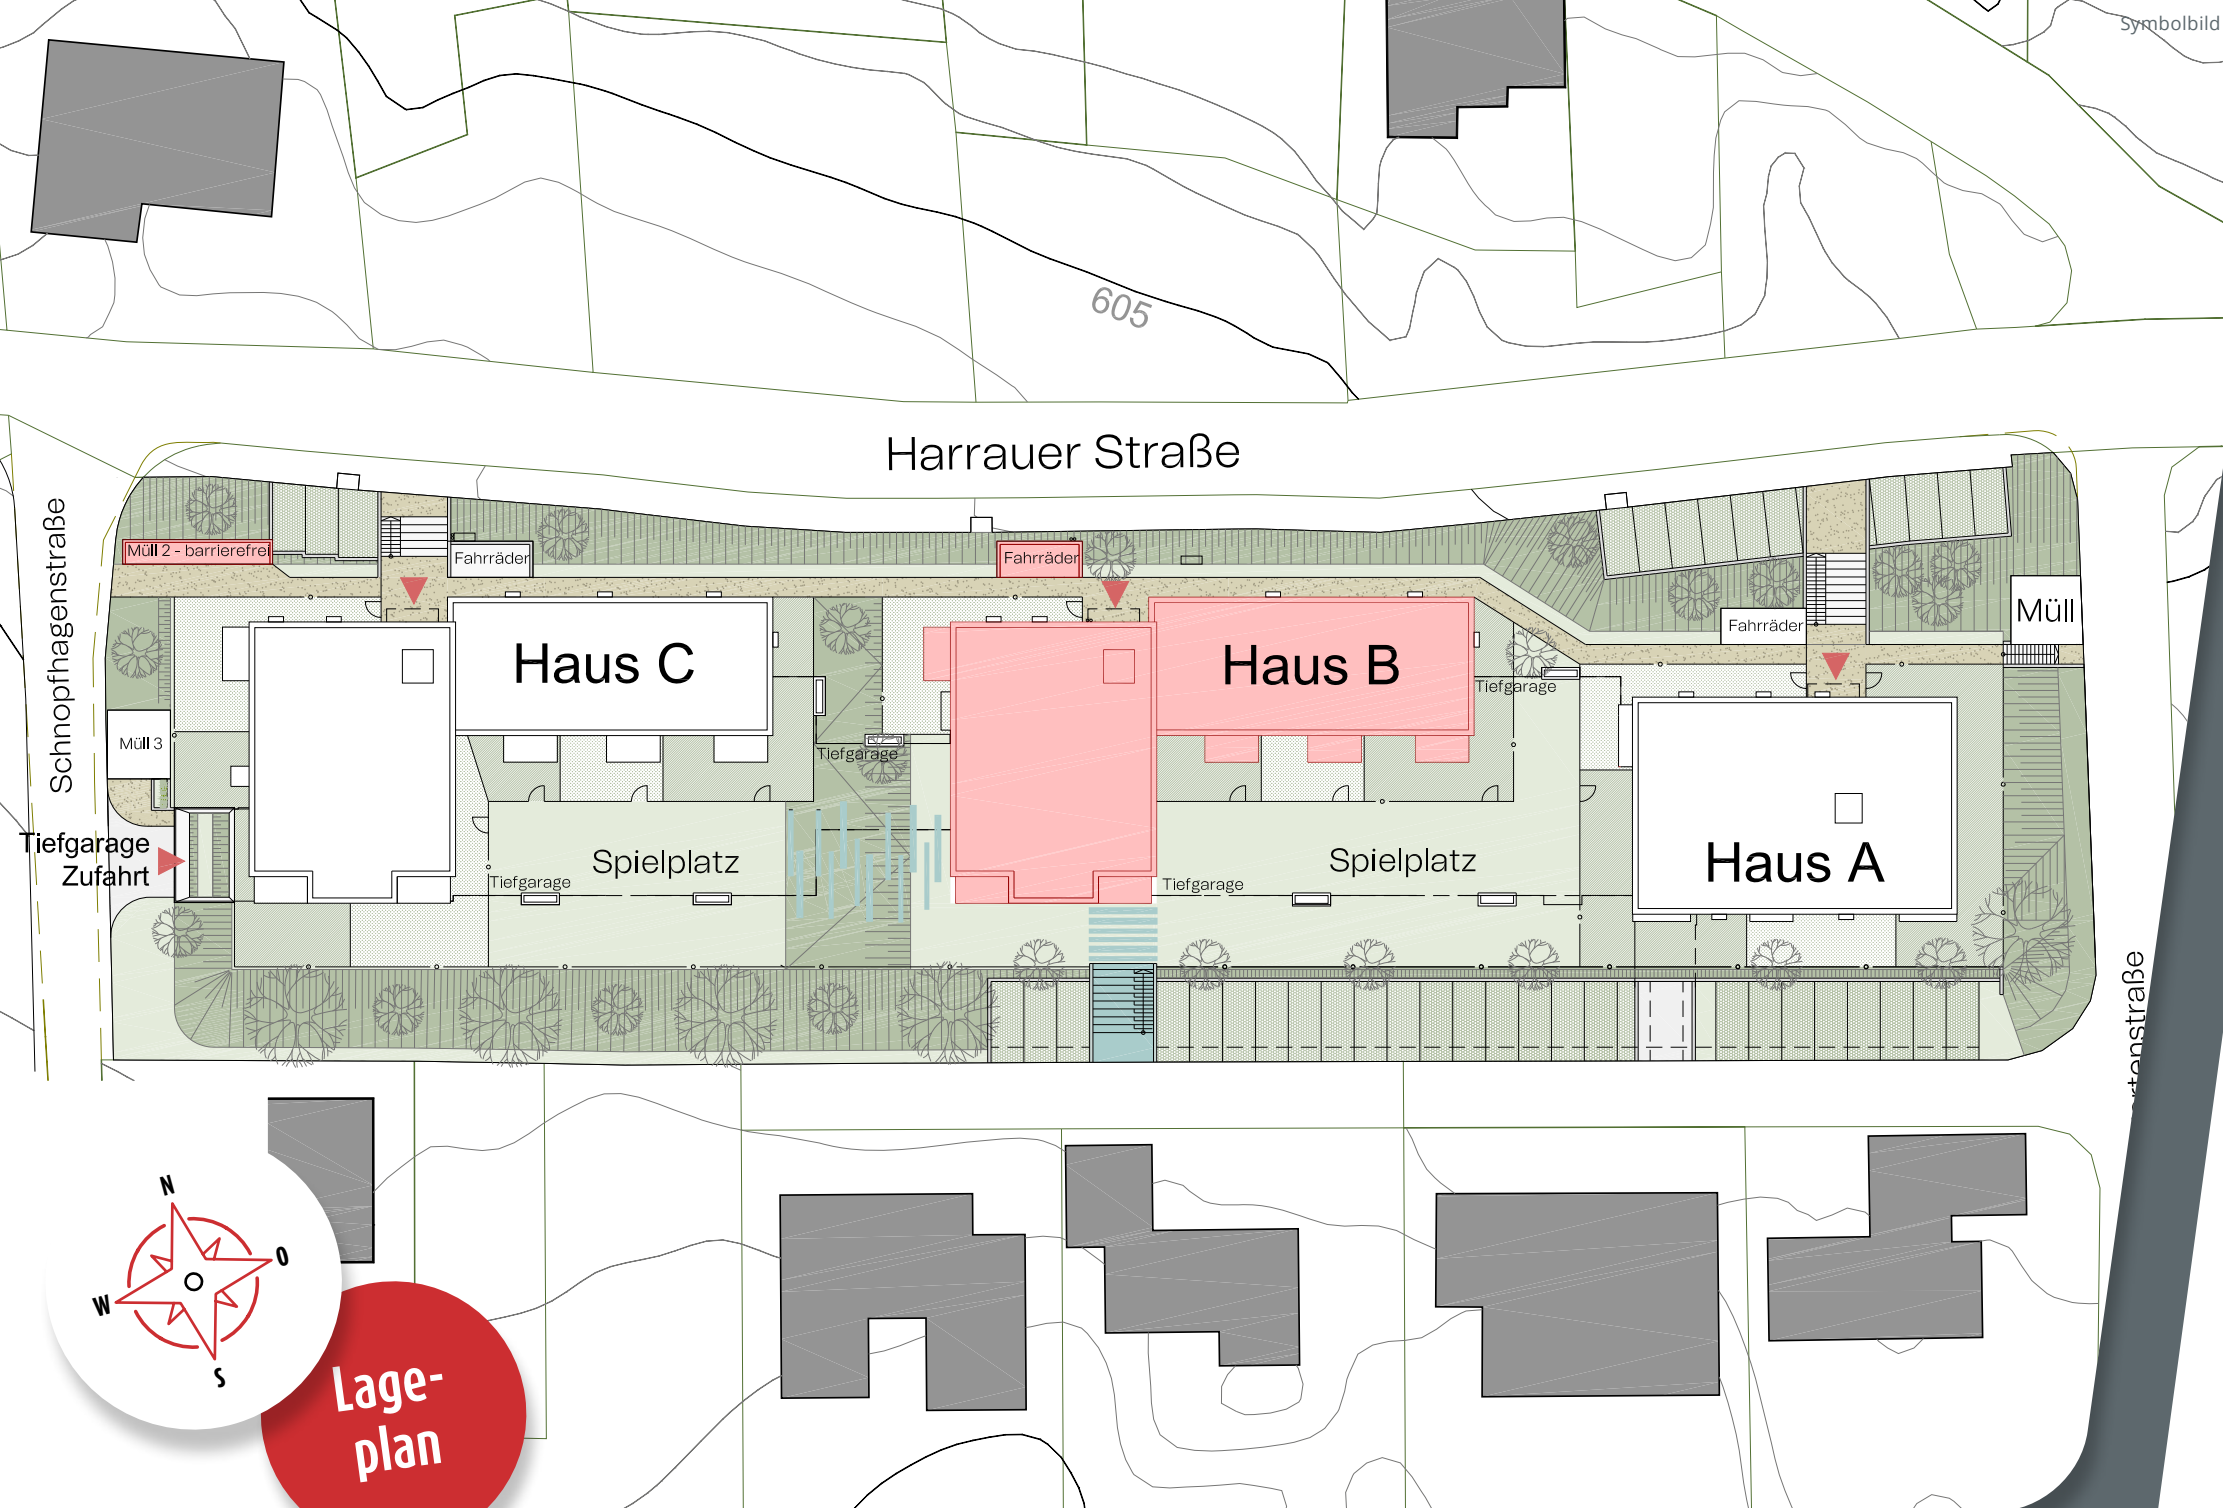 Symbolbild
605
Harrauer Straße
Schnopfhagenstraße
Müll 2 - barrierefrei
Fahrräder
Fahrräder
Fahrräder
Müll
Haus C
Haus B
Tiefgarage
Müll 3
Tiefgarage
Haus A
Tiefgarage
Zufahrt
Spielplatz
Spielplatz
Tiefgarage
Tiefgarage
N
O
W
S
Lage-
plan